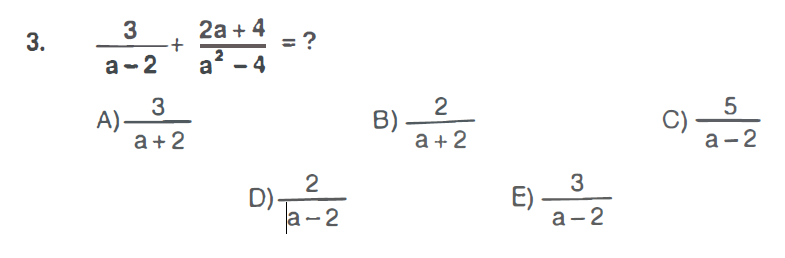 3. 3/(a-2) + (2a+4)/(a²-4) = ?
A) 3/(a+2) B) 2/(a+2) C) 5/(a-2)
D) 2/(a-2) E) 3/(a-2)